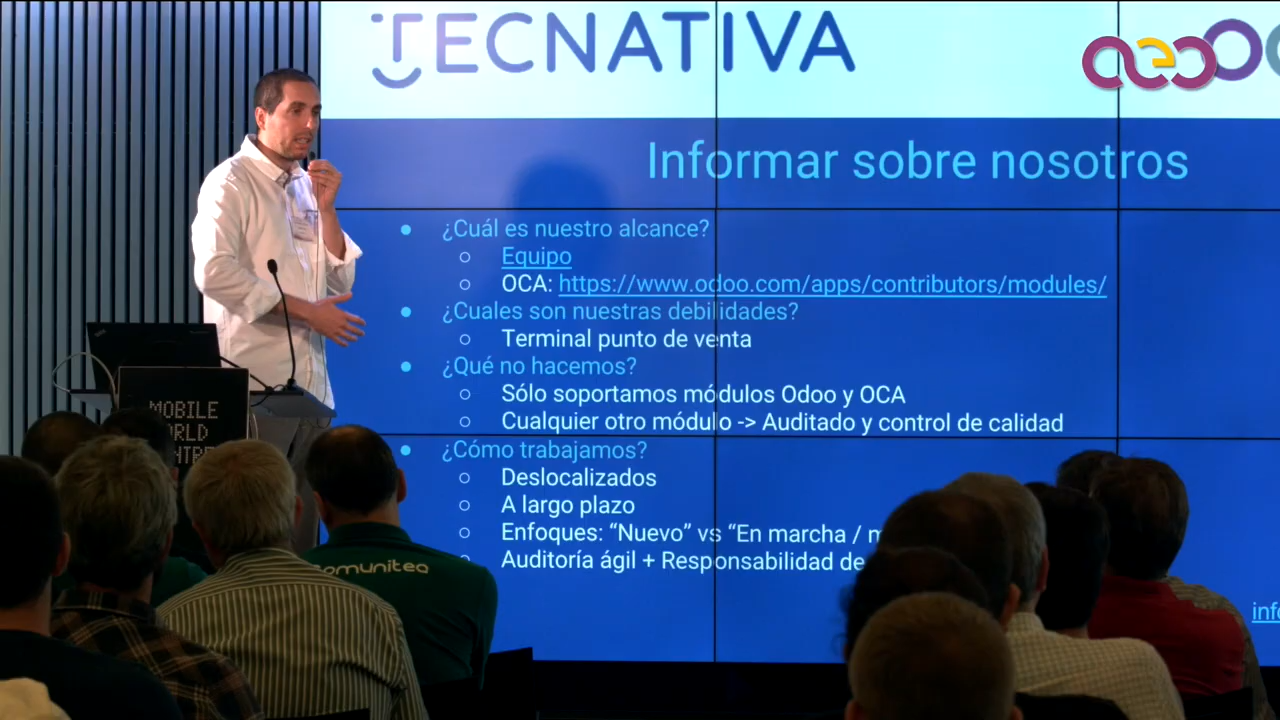 TECNATIVA
Informar sobre nosotros
¿Cuál es nuestro alcance?
Equipo
OCA: https://www.odoo.com/apps/contributors/modules/
¿Cuales son nuestras debilidades?
Terminal punto de venta
¿Qué no hacemos?
Sólo soportamos módulos Odoo y OCA
Cualquier otro módulo -> Auditado y control de calidad
¿Cómo trabajamos?
Deslocalizados
A largo plazo
Enfoques: “Nuevo” vs “En marcha /
Auditoría ágil + Responsabilidad de
MOBILE
Comunitea